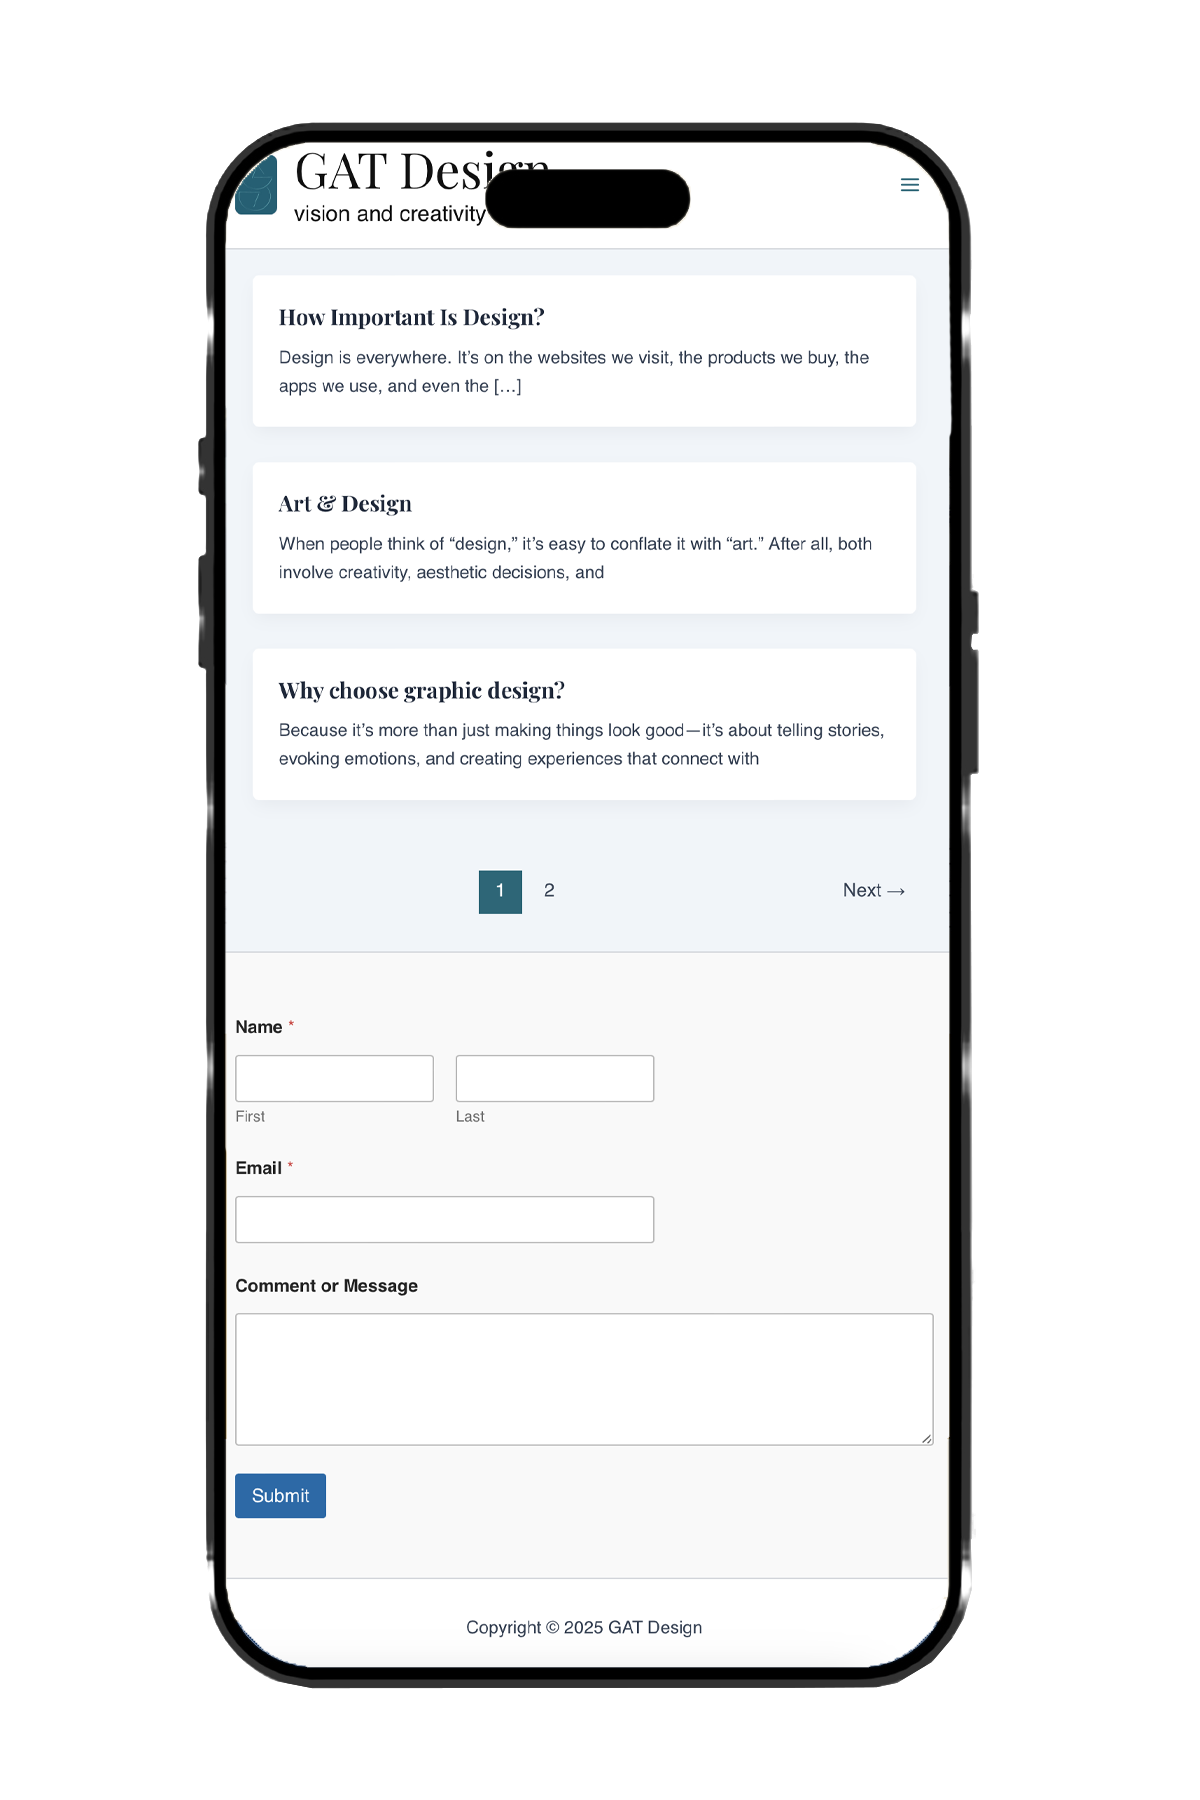 GAT Design
vision and creativity
How Important Is Design?
Design is everywhere. It’s on the websites we visit, the products we buy, the
apps we use, and even the […]
Art & Design
When people think of “design,” it’s easy to conflate it with “art.” After all, both
involve creativity, aesthetic decisions, and
Why choose graphic design?
Because it’s more than just making things look good—it’s about telling stories,
evoking emotions, and creating experiences that connect with
1 2 Next →
Name *
First Last
Email *
Comment or Message
Submit
Copyright © 2025 GAT Design